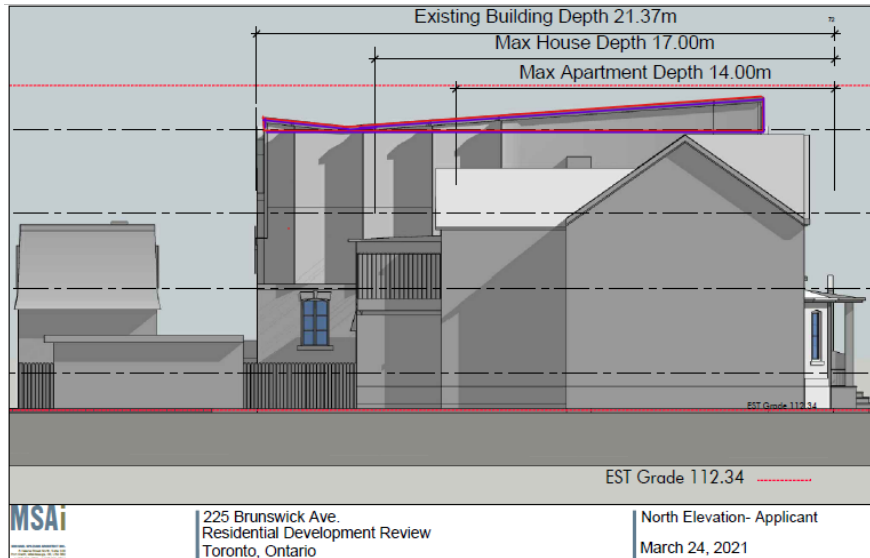 Existing Building Depth 21.37m
Max House Depth 17.00m
Max Apartment Depth 14.00m
EST Grade 112.34
EST Grade 112.34
MSAi
225 Brunswick Ave.
Residential Development Review
Toronto, Ontario
North Elevation- Applicant
March 24, 2021